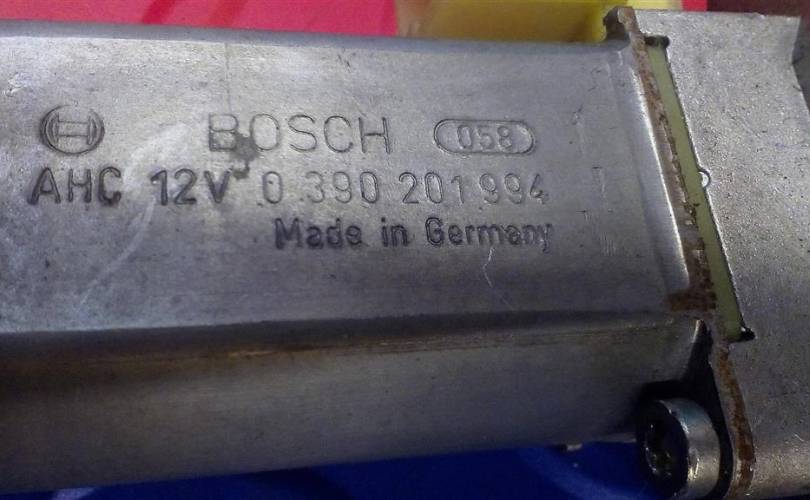 BOSCH 058
AHC 12V 0 390 201 994
Made in Germany